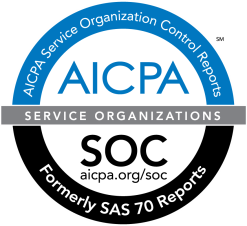 AICPA Service Organization Control Reports
SM
AICPA
SERVICE ORGANIZATIONS
SOC
aicpa.org/soc
Formerly SAS 70 Reports